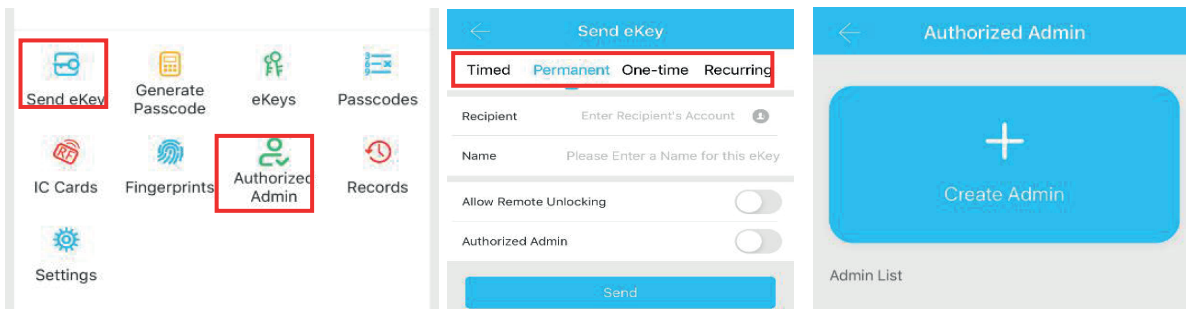 Send eKey
Generate
Passcode
eKeys
Passcodes
IC Cards
Fingerprints
Authorized
Admin
Records
Settings
Send eKey
Timed Permanent One-time Recurring
Recipient Enter Recipient's Account
Name Please Enter a Name for this eKey
Allow Remote Unlocking
Authorized Admin
Send
Authorized Admin
Create Admin
Admin List